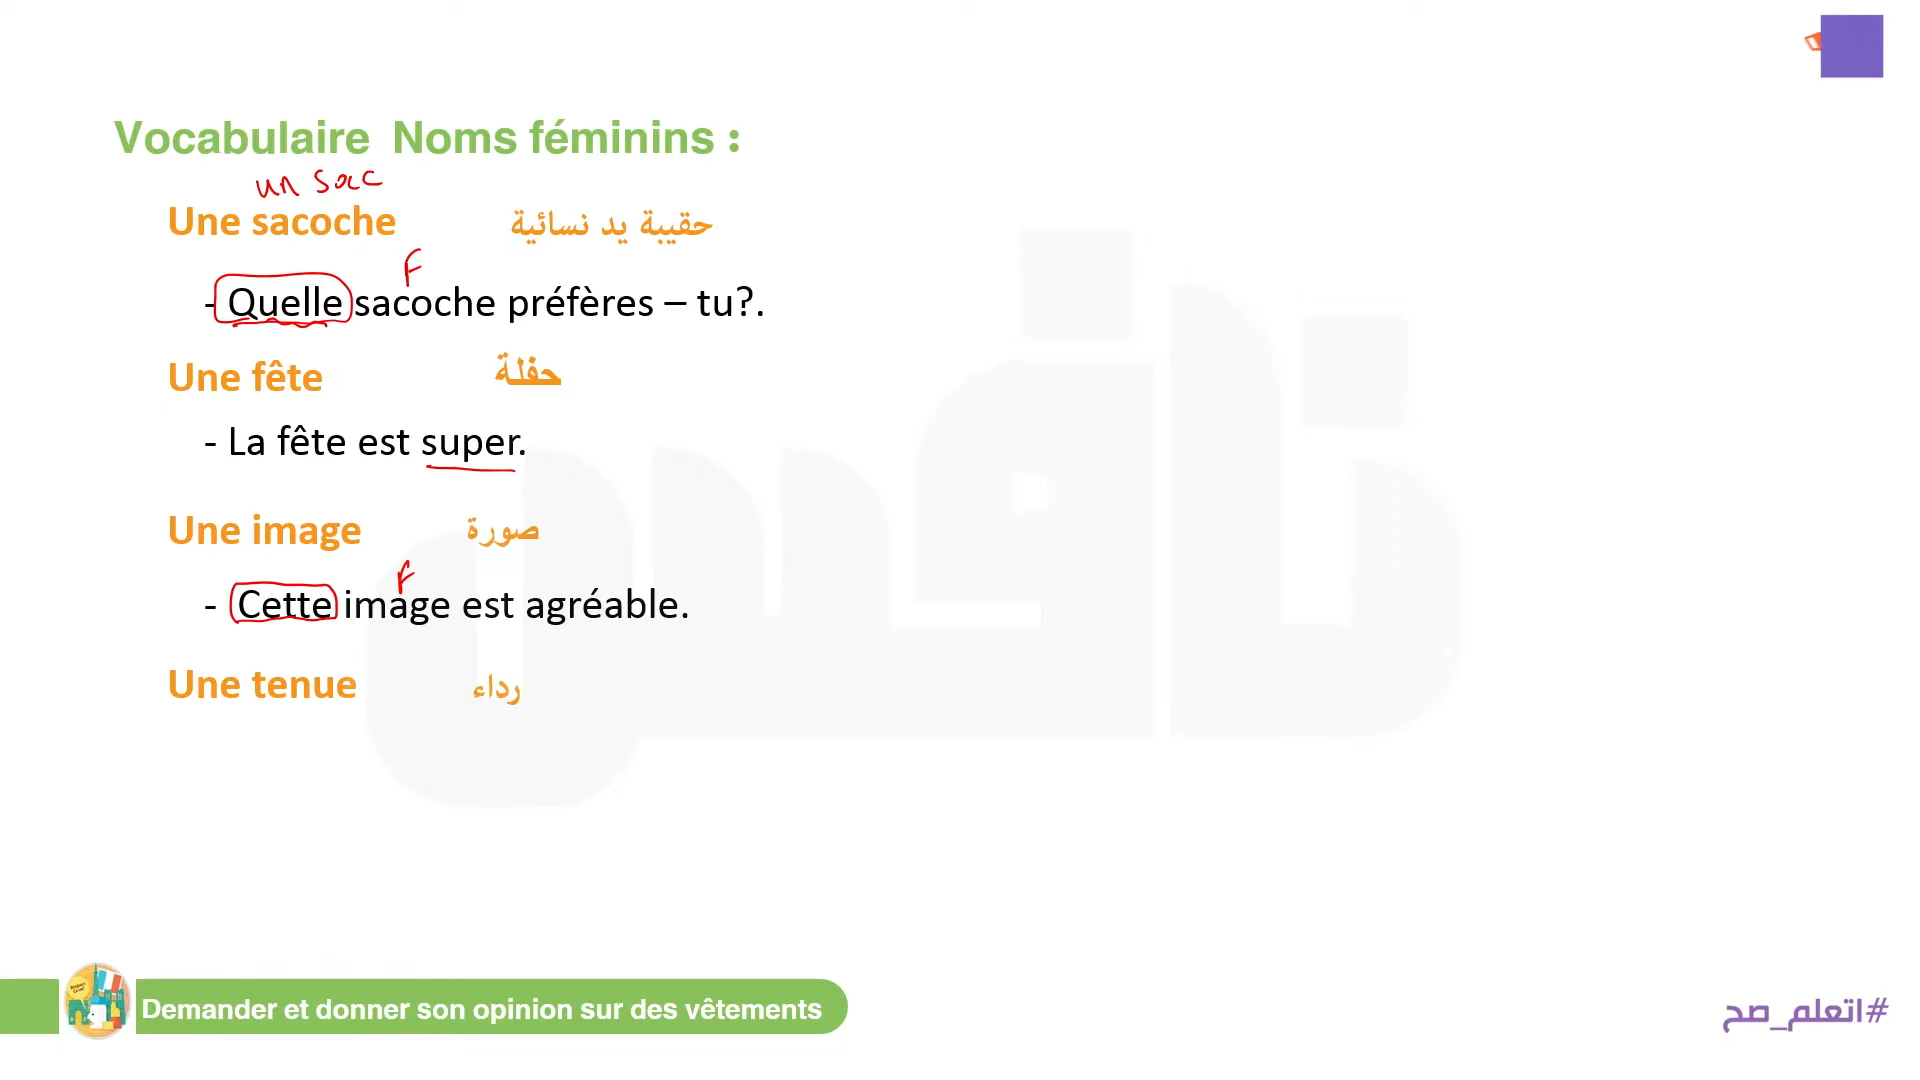 Vocabulaire Noms féminins :
un sac
Une sacoche حقيبة يد نسائية
F
- Quelle sacoche préfères – tu?.
Une fête حفلة
- La fête est super.
Une image صورة
F
- Cette image est agréable.
Une tenue رداء
نافس
Demander et donner son opinion sur des vêtements
#اتعلم_صح